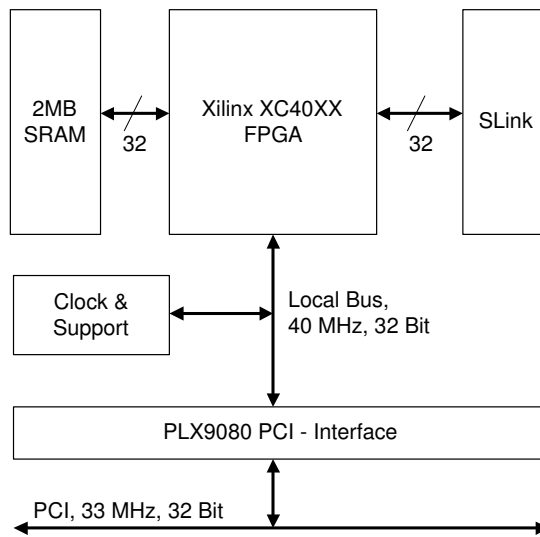 2MB
SRAM
32
Xilinx XC40XX
FPGA
32
SLink
Clock &
Support
Local Bus,
40 MHz, 32 Bit
PLX9080 PCI - Interface
PCI, 33 MHz, 32 Bit